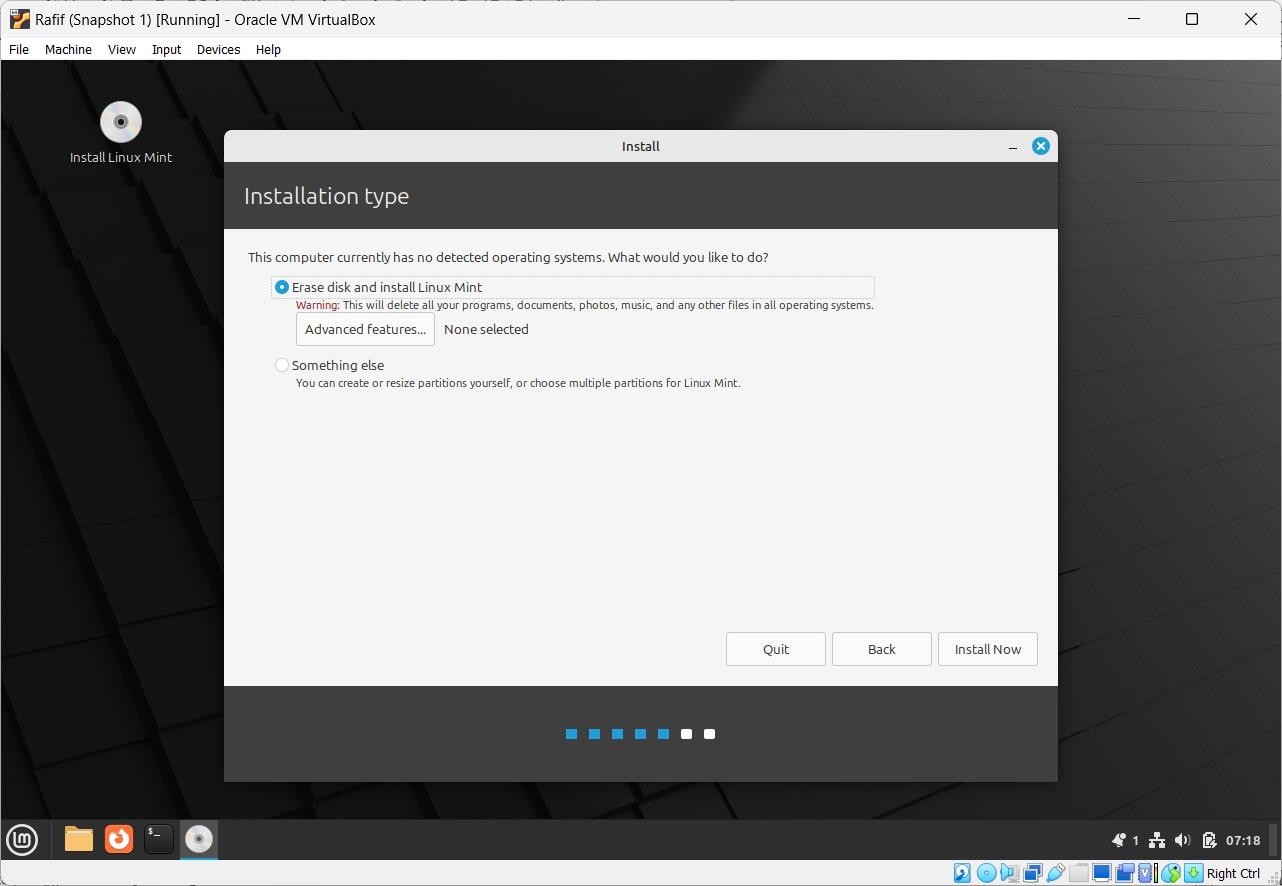 Rafif (Snapshot 1) [Running] - Oracle VM VirtualBox
File Machine View Input Devices Help
Install Linux Mint
Install
Installation type
This computer currently has no detected operating systems. What would you like to do?
Erase disk and install Linux Mint
Warning: This will delete all your programs, documents, photos, music, and any other files in all operating systems.
Advanced features... None selected
Something else
You can create or resize partitions yourself, or choose multiple partitions for Linux Mint.
Quit Back Install Now
1 07:18
Right Ctrl